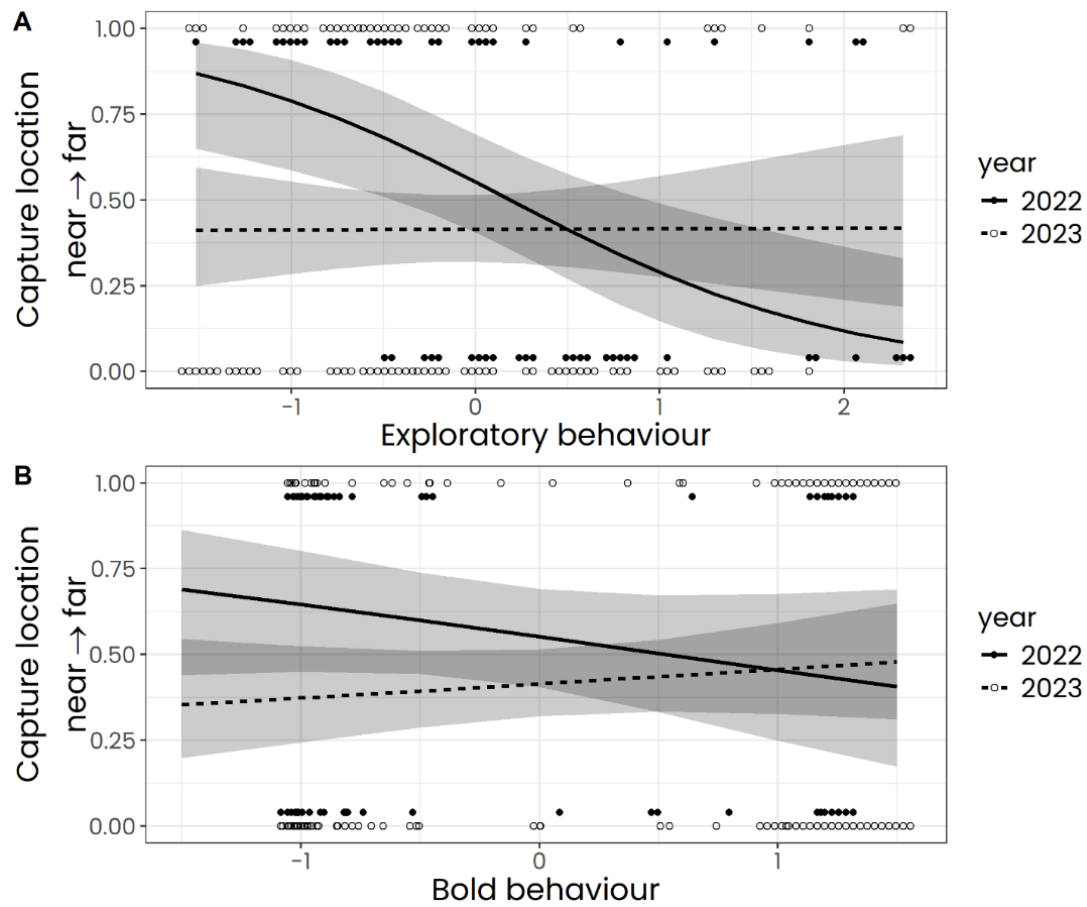 A
Capture location
near → far
1.00
0.75
0.50
0.25
0.00
-1
0
1
2
Exploratory behaviour
year
2022
2023
B
Capture location
near → far
1.00
0.75
0.50
0.25
0.00
-1
0
1
Bold behaviour
year
2022
2023